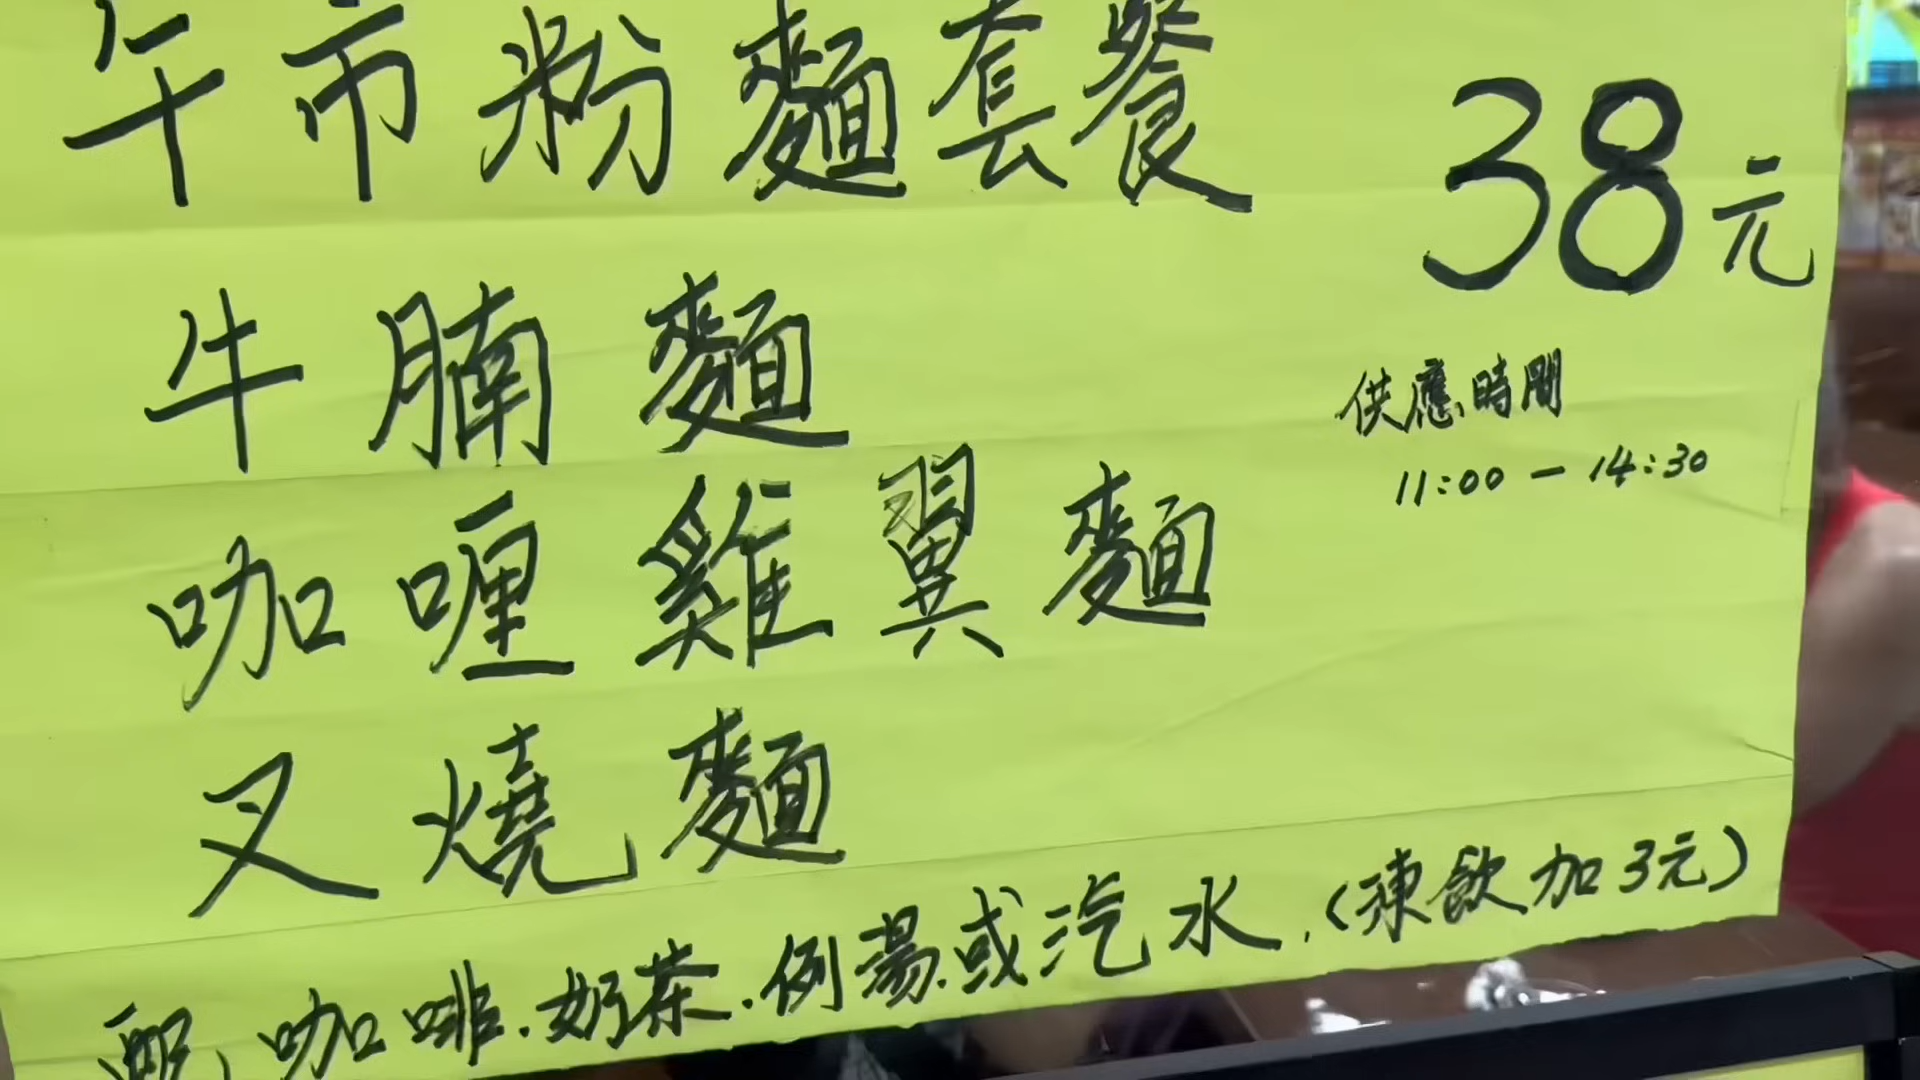 午市粉麵套餐 38元
牛腩麵
供應時間
11:00 — 14:30
咖喱雞翼麵
叉燒麵
配、咖啡.奶茶.例湯.或汽水.(凍飲加3元)